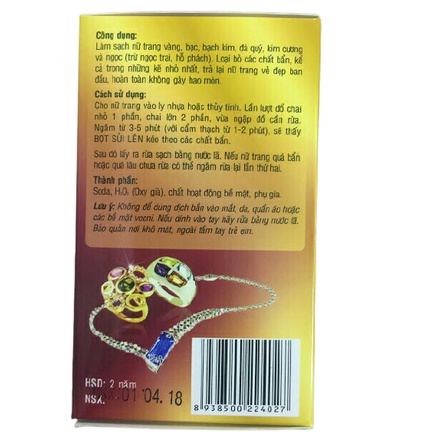 Công dụng:
Làm sạch nữ trang vàng, bạc, bạch kim, đá quý, kim cương
và ngọc (trừ ngọc trai, hổ phách). Loại bỏ các chất bẩn, kể
cả trong những kẽ nhỏ nhất, trả lại nữ trang vẻ đẹp ban
đầu, hoàn toàn không gây hao mòn.
Cách sử dụng:
Cho nữ trang vào ly nhựa hoặc thủy tinh. Lần lượt đổ chai
nhỏ 1 phần, chai lớn 2 phần, vừa ngập đồ cần rửa.
Ngâm từ 3-5 phút (với cẩm thạch từ 1-2 phút), sẽ thấy
BỌT SỦI LÊN kéo theo các chất bẩn.
Sau đó lấy ra rửa sạch bằng nước lã. Nếu nữ trang quá bẩn
hoặc quá lâu chưa rửa có thể ngâm rửa lại lần thứ hai.
Thành phần:
Soda, H₂O₂ (Oxy già), chất hoạt động bề mặt, phụ gia.
Lưu ý: Không để dung dịch bắn vào mắt, da, quần áo hoặc
các bề mặt vecni. Nếu dính vào tay hãy rửa bằng nước lã.
Bảo quản nơi khô mát, ngoài tầm tay trẻ em.
HSD: 2 năm
NSX: 01 04. 18
8 938500 224027